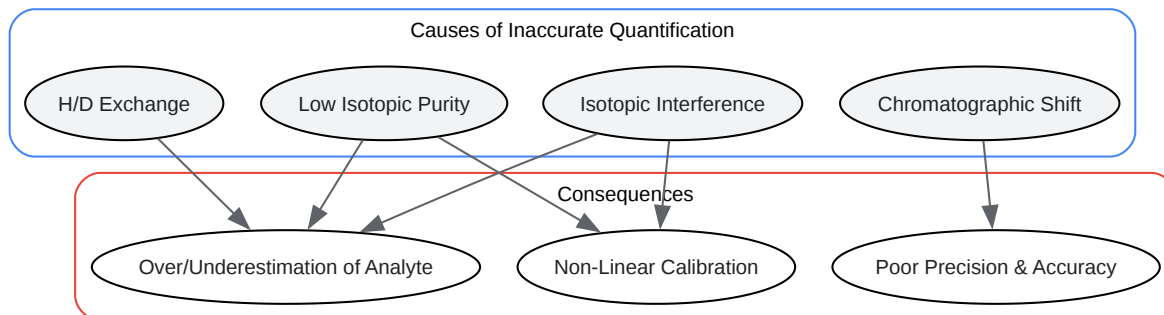 Causes of Inaccurate Quantification
H/D Exchange
Low Isotopic Purity
Isotopic Interference
Chromatographic Shift
Consequences
Over/Underestimation of Analyte
Non-Linear Calibration
Poor Precision & Accuracy